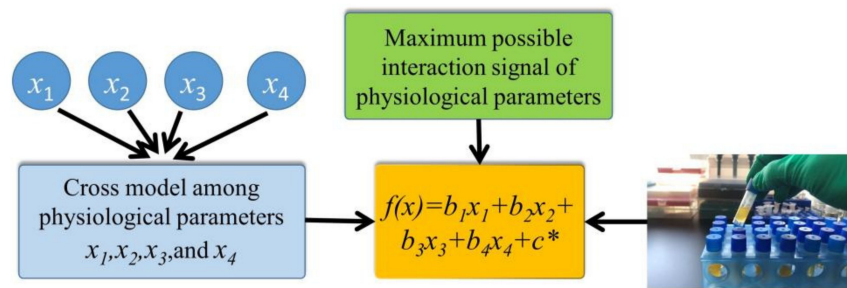 x1 x2 x3 x4
Maximum possible
interaction signal of
physiological parameters
Cross model among
physiological parameters
x1,x2,x3,and x4
f(x)=b1x1+b2x2+
b3x3+b4x4+c*